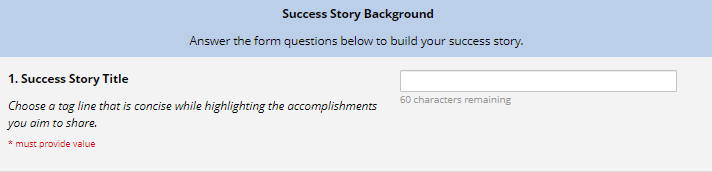 Success Story Background
Answer the form questions below to build your success story.
1. Success Story Title
Choose a tag line that is concise while highlighting the accomplishments
you aim to share.
* must provide value
60 characters remaining